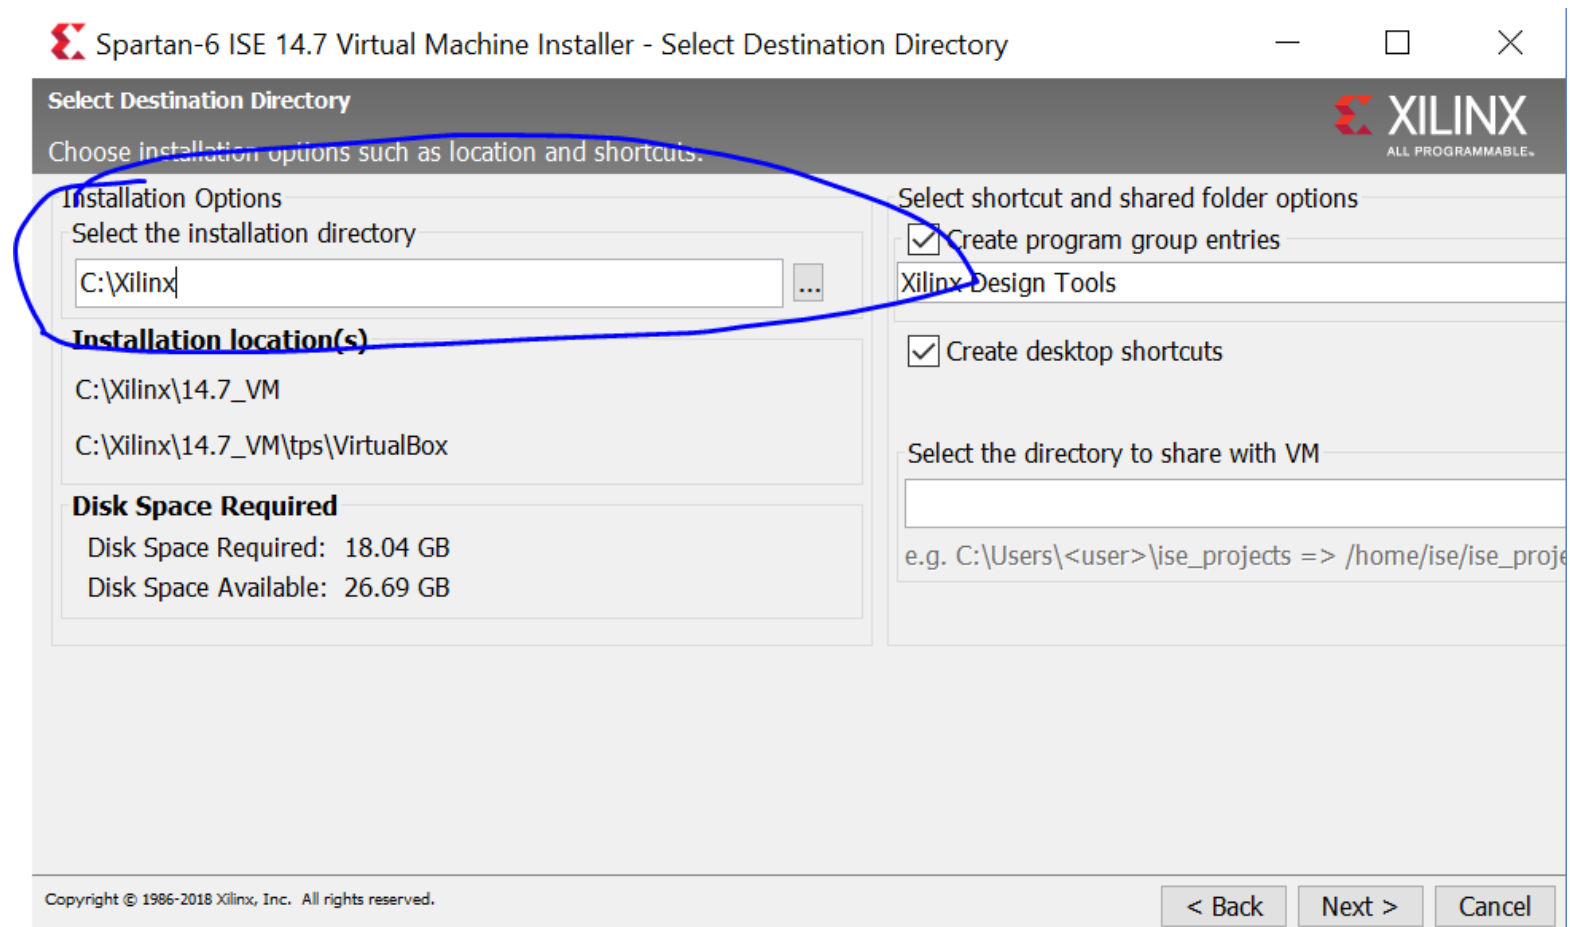 Spartan-6 ISE 14.7 Virtual Machine Installer - Select Destination Directory
Select Destination Directory
Choose installation options such as location and shortcuts.
XILINX
ALL PROGRAMMABLE™
Installation Options
Select the installation directory
C:\Xilinx
...
Installation location(s)
C:\Xilinx\14.7_VM
C:\Xilinx\14.7_VM\tps\VirtualBox
Disk Space Required
Disk Space Required: 18.04 GB
Disk Space Available: 26.69 GB
Select shortcut and shared folder options
Create program group entries
Xilinx Design Tools
Create desktop shortcuts
Select the directory to share with VM
e.g. C:\Users\<user>\ise_projects => /home/ise/ise_proje
Copyright © 1986-2018 Xilinx, Inc. All rights reserved.
< Back
Next >
Cancel